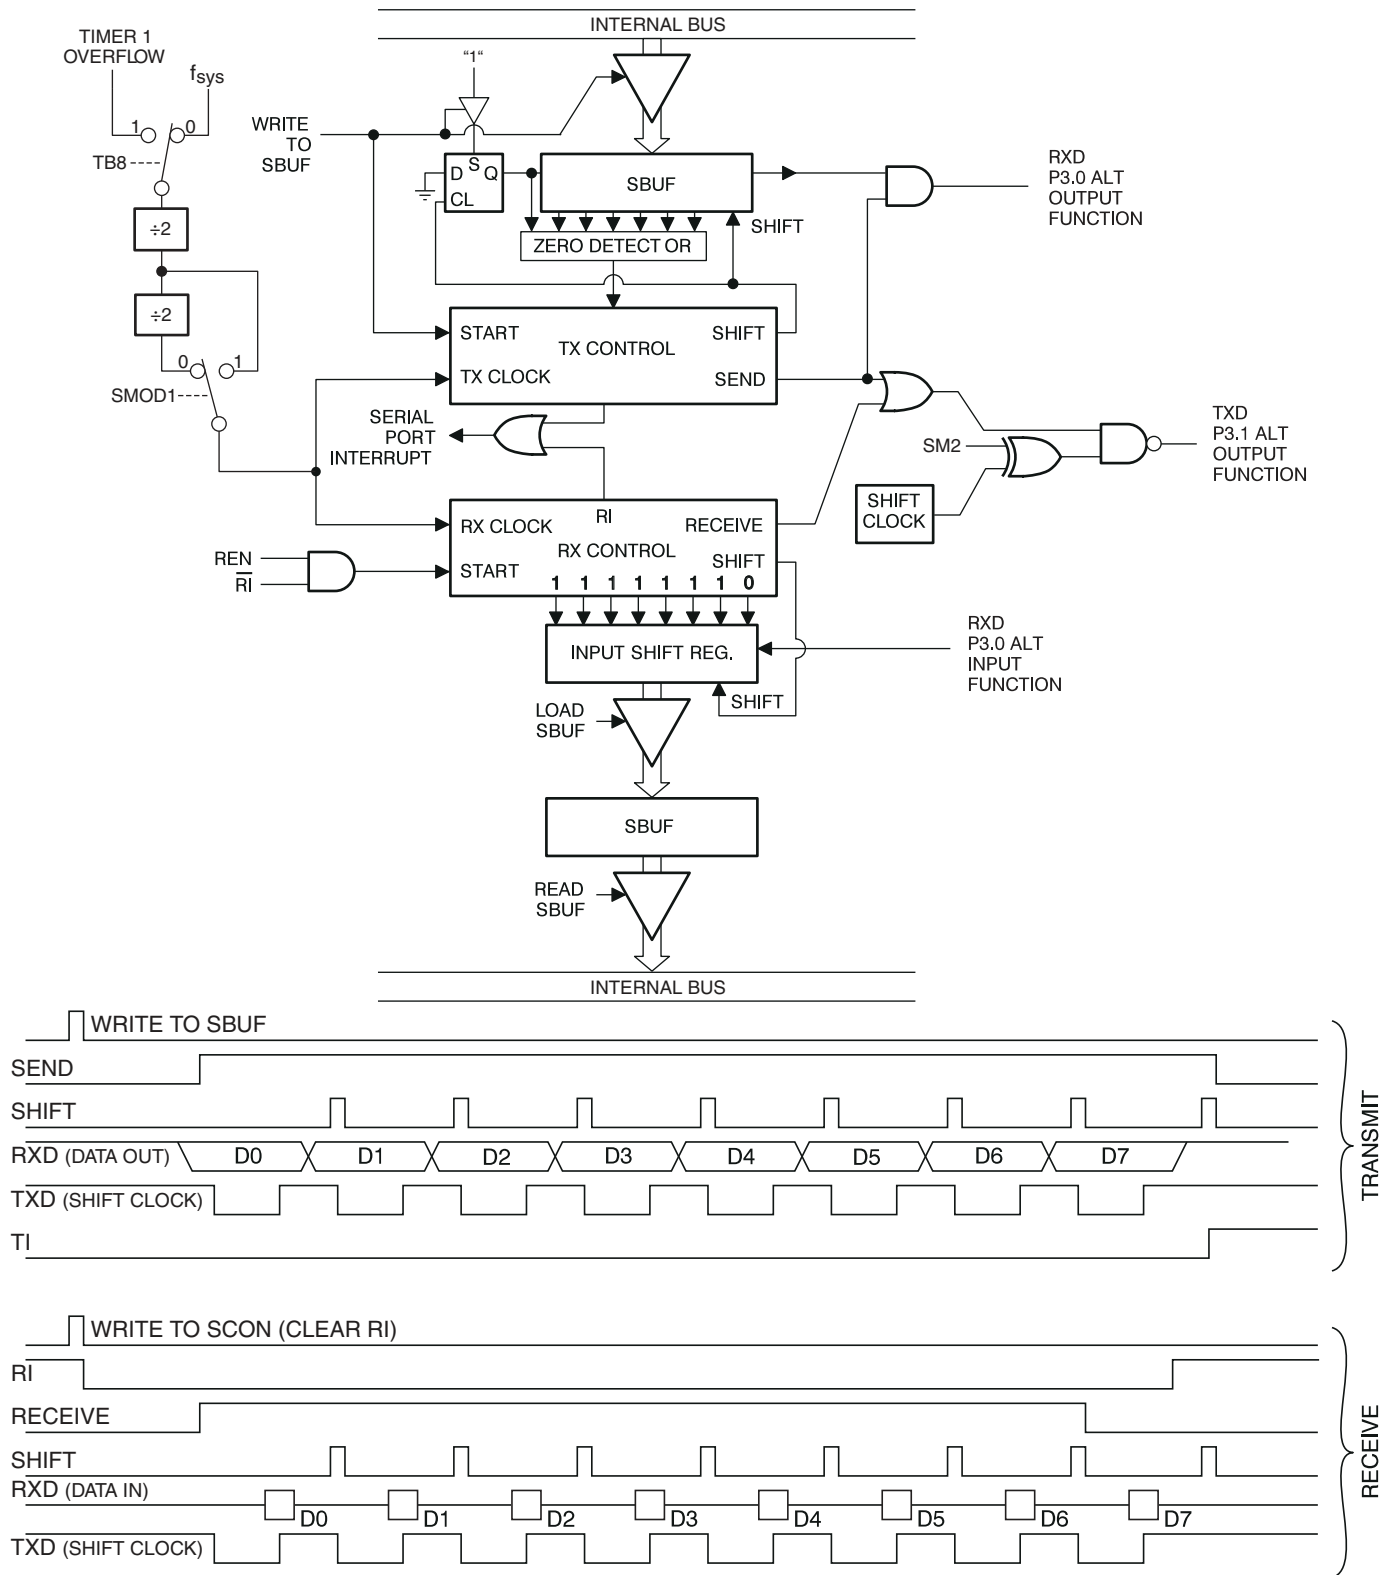 INTERNAL BUS
TIMER 1
OVERFLOW
fsys
"1"
1
0
TB8
÷2
÷2
0
1
SMOD1
WRITE
TO
SBUF
S
D
Q
CL
SBUF
SHIFT
ZERO DETECT OR
RXD
P3.0 ALT
OUTPUT
FUNCTION
START
SHIFT
TX CONTROL
TX CLOCK
SEND
SERIAL
PORT
INTERRUPT
SM2
TXD
P3.1 ALT
OUTPUT
FUNCTION
SHIFT
CLOCK
RX CLOCK
RI
RECEIVE
RX CONTROL
SHIFT
START
1 1 1 1 1 1 1 0
REN
R̅I̅
INPUT SHIFT REG.
RXD
P3.0 ALT
INPUT
FUNCTION
SHIFT
LOAD
SBUF
SBUF
READ
SBUF
INTERNAL BUS
WRITE TO SBUF
SEND
SHIFT
RXD (DATA OUT)
D0 D1 D2 D3 D4 D5 D6 D7
TXD (SHIFT CLOCK)
TI
TRANSMIT
WRITE TO SCON (CLEAR RI)
RI
RECEIVE
SHIFT
RXD (DATA IN)
D0 D1 D2 D3 D4 D5 D6 D7
TXD (SHIFT CLOCK)
RECEIVE